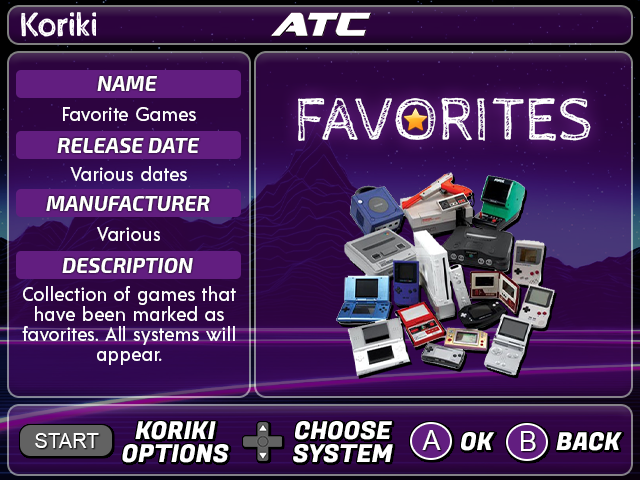 Koriki
ATC
NAME
Favorite Games
RELEASE DATE
Various dates
MANUFACTURER
Various
DESCRIPTION
Collection of games that
have been marked as
favorites. All systems will
appear.
FAVORITES
START
KORIKI
OPTIONS
CHOOSE
SYSTEM
A
OK
B
BACK